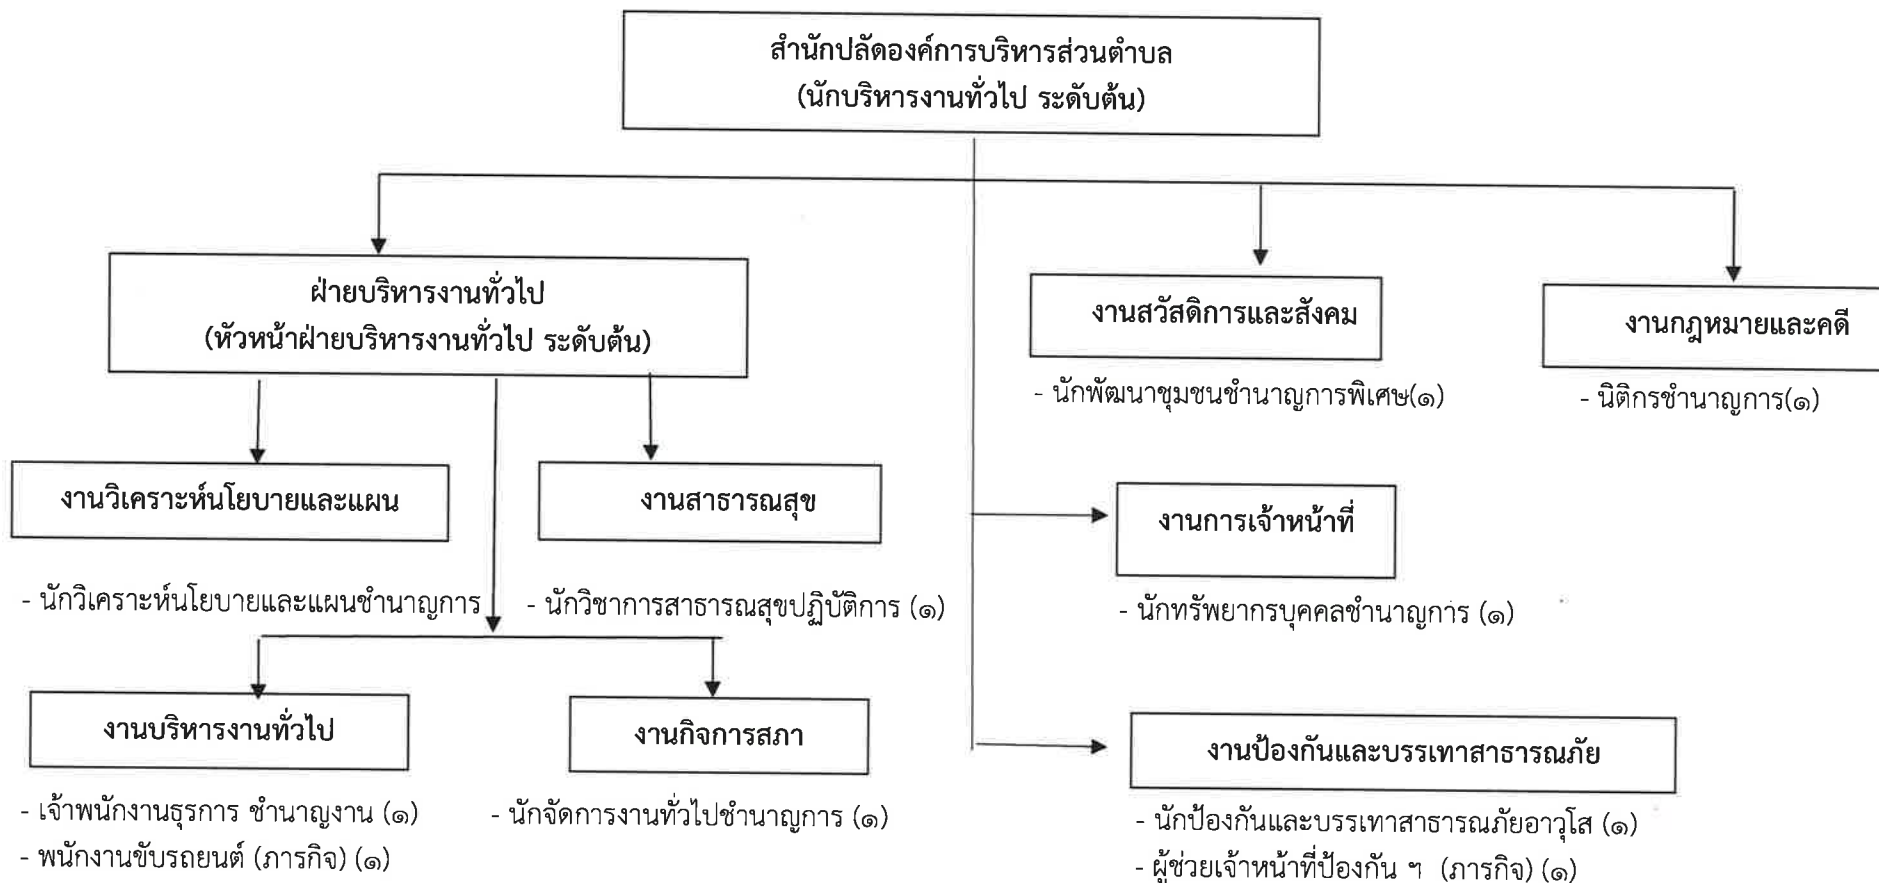 สำนักปลัดองค์การบริหารส่วนตำบล
(นักบริหารงานทั่วไป ระดับต้น)
ฝ่ายบริหารงานทั่วไป
(หัวหน้าฝ่ายบริหารงานทั่วไป ระดับต้น)
งานสวัสดิการและสังคม
- นักพัฒนาชุมชนชำนาญการพิเศษ(๑)
งานกฎหมายและคดี
- นิติกรชำนาญการ(๑)
งานวิเคราะห์นโยบายและแผน
- นักวิเคราะห์นโยบายและแผนชำนาญการ
งานสาธารณสุข
- นักวิชาการสาธารณสุขปฏิบัติการ (๑)
งานการเจ้าหน้าที่
- นักทรัพยากรบุคคลชำนาญการ (๑)
งานบริหารงานทั่วไป
- เจ้าพนักงานธุรการ ชำนาญงาน (๑)
- พนักงานขับรถยนต์ (ภารกิจ) (๑)
งานกิจการสภา
- นักจัดการงานทั่วไปชำนาญการ (๑)
งานป้องกันและบรรเทาสาธารณภัย
- นักป้องกันและบรรเทาสาธารณภัยอาวุโส (๑)
- ผู้ช่วยเจ้าหน้าที่ป้องกัน ฯ (ภารกิจ) (๑)